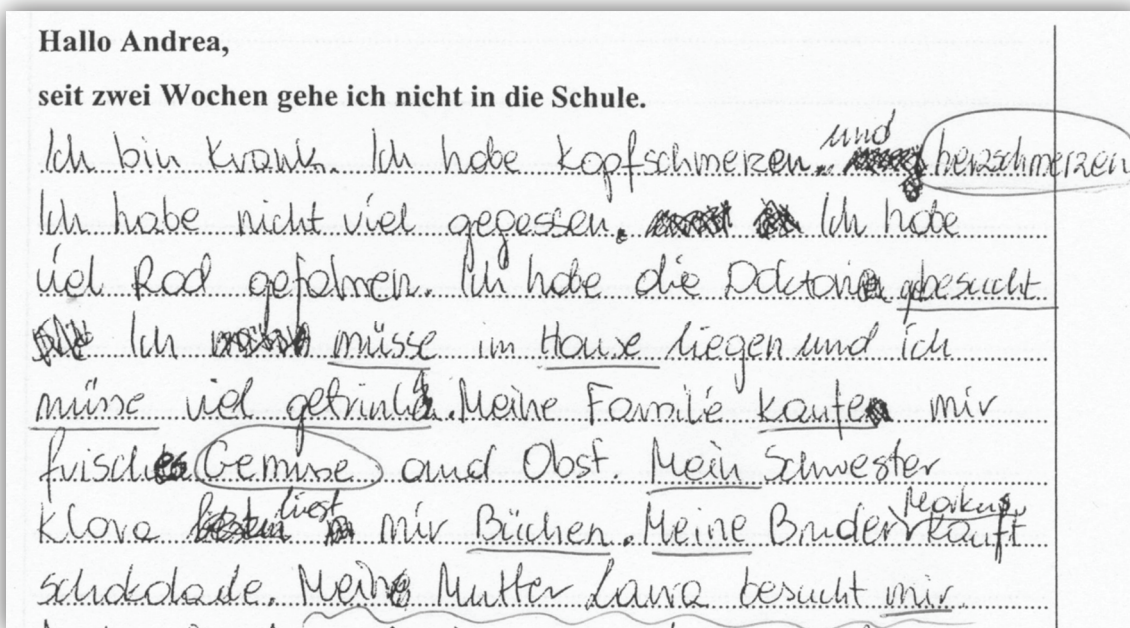 Hallo Andrea,
seit zwei Wochen gehe ich nicht in die Schule.
Ich bin krank. Ich habe Kopfschmerzen. und herzschmerzen
Ich habe nicht viel gegessen. Ich habe
viel Rad gefahren. Ich habe die Doktorin gebesucht
Ich müsse im Hause liegen und ich
müsse viel getrinkt. Meine Familie kaufe mir
frisches Gemüse und Obst. Mein Schwester
Klara liest mir Büchen. Meine Bruder Markus kauft
schokolade. Meine Mutter Laura besucht mir.